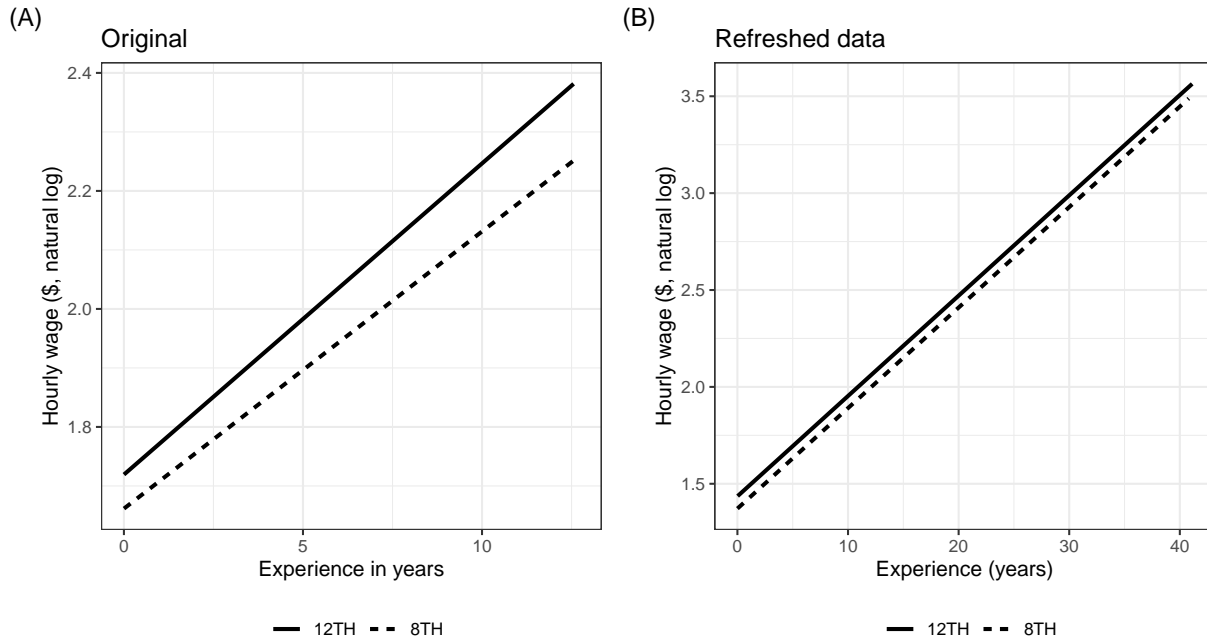 (A)
Original
2.4
2.2
2.0
1.8
Hourly wage ($, natural log)
0 5 10
Experience in years
12TH 8TH
(B)
Refreshed data
3.5
3.0
2.5
2.0
1.5
Hourly wage ($, natural log)
0 10 20 30 40
Experience (years)
12TH 8TH